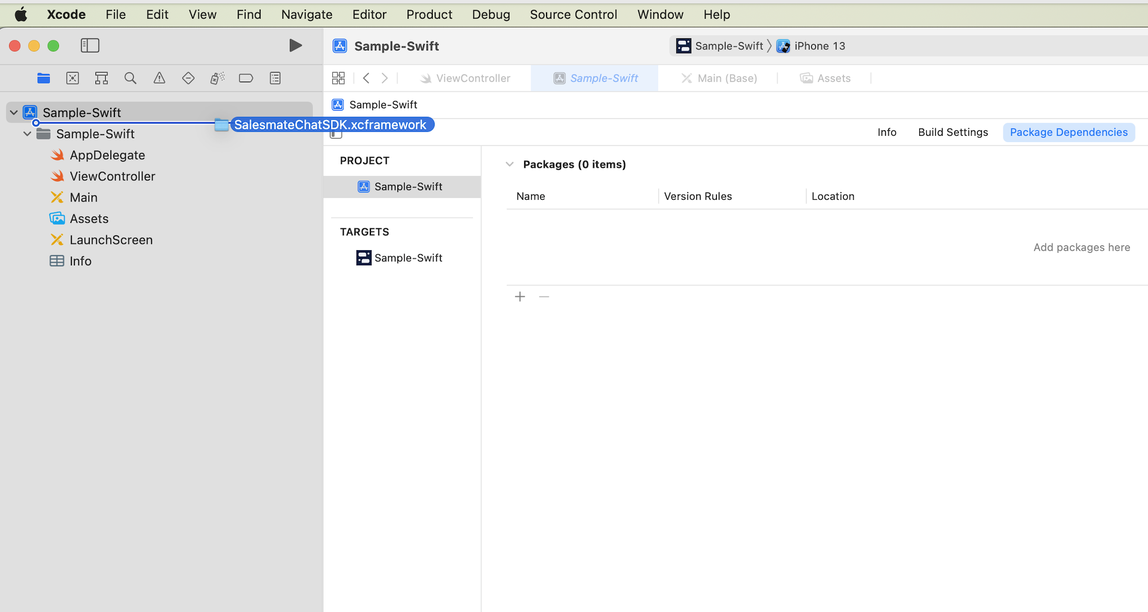 Xcode File Edit View Find Navigate Editor Product Debug Source Control Window Help
Sample-Swift
Sample-Swift 〉 iPhone 13
ViewController Sample-Swift Main (Base) Assets
Sample-Swift
Sample-Swift
SalesmateChatSDK.xcframework
Sample-Swift
AppDelegate
ViewController
Main
Assets
LaunchScreen
Info
Info Build Settings Package Dependencies
PROJECT
Sample-Swift
TARGETS
Sample-Swift
Packages (0 items)
Name Version Rules Location
Add packages here